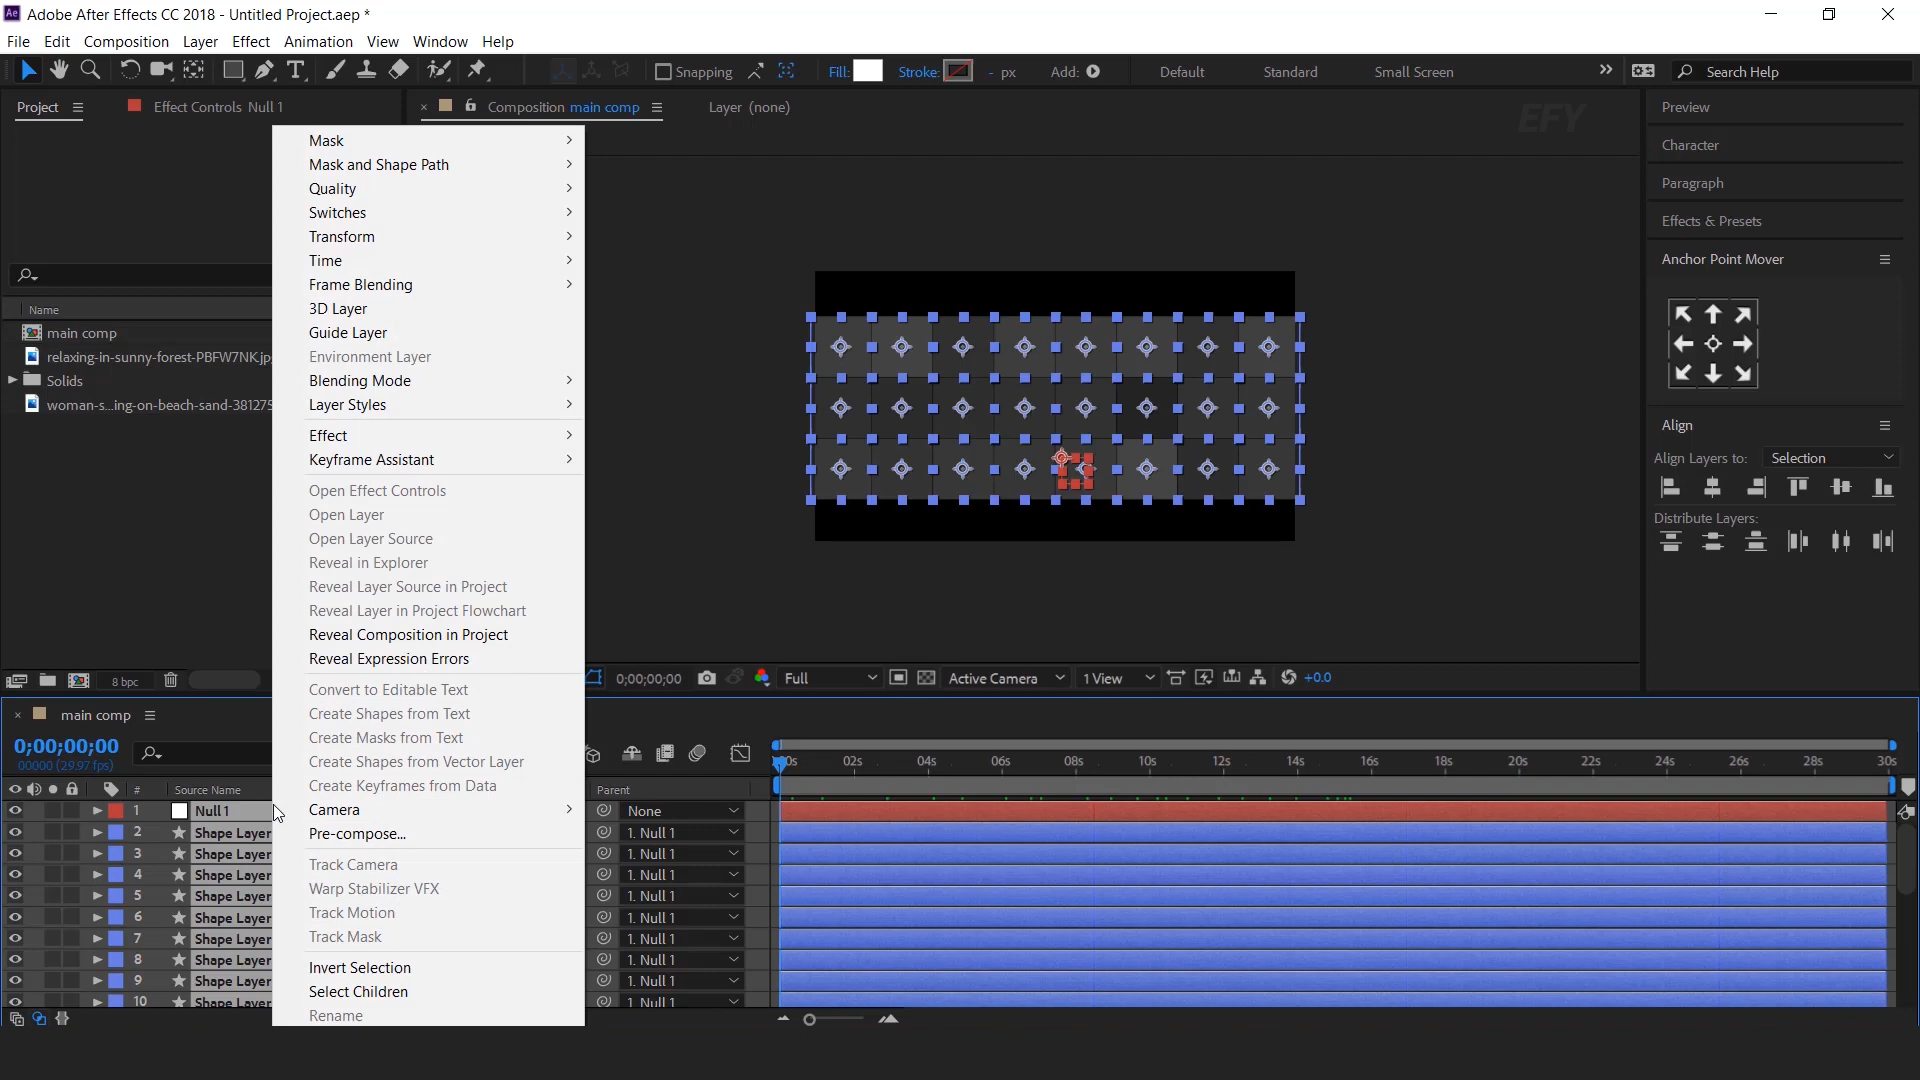 Ae Adobe After Effects CC 2018 - Untitled Project.aep *
File Edit Composition Layer Effect Animation View Window Help
Snapping Fill: Stroke: - px Add: Default Standard Small Screen Search Help
Project Effect Controls Null 1 × Composition main comp Layer (none) EFY
Name
main comp
relaxing-in-sunny-forest-PBFW7NK.jp
Solids
woman-s...ing-on-beach-sand-381275
8 bpc
Mask
Mask and Shape Path
Quality
Switches
Transform
Time
Frame Blending
3D Layer
Guide Layer
Environment Layer
Blending Mode
Layer Styles
Effect
Keyframe Assistant
Open Effect Controls
Open Layer
Open Layer Source
Reveal in Explorer
Reveal Layer Source in Project
Reveal Layer in Project Flowchart
Reveal Composition in Project
Reveal Expression Errors
Convert to Editable Text
Create Shapes from Text
Create Masks from Text
Create Shapes from Vector Layer
Create Keyframes from Data
Camera
Pre-compose...
Track Camera
Warp Stabilizer VFX
Track Motion
Track Mask
Invert Selection
Select Children
Rename
0;00;00;00 Full Active Camera 1 View +0.0
Preview
Character
Paragraph
Effects & Presets
Anchor Point Mover
Align
Align Layers to: Selection
Distribute Layers:
× main comp
0;00;00;00
00000 (29.97 fps)
0s 02s 04s 06s 08s 10s 12s 14s 16s 18s 20s 22s 24s 26s 28s 30s
# Source Name Parent
1 Null 1 None
2 Shape Layer 1. Null 1
3 Shape Layer 1. Null 1
4 Shape Layer 1. Null 1
5 Shape Layer 1. Null 1
6 Shape Layer 1. Null 1
7 Shape Layer 1. Null 1
8 Shape Layer 1. Null 1
9 Shape Layer 1. Null 1
10 Shape Layer 1. Null 1